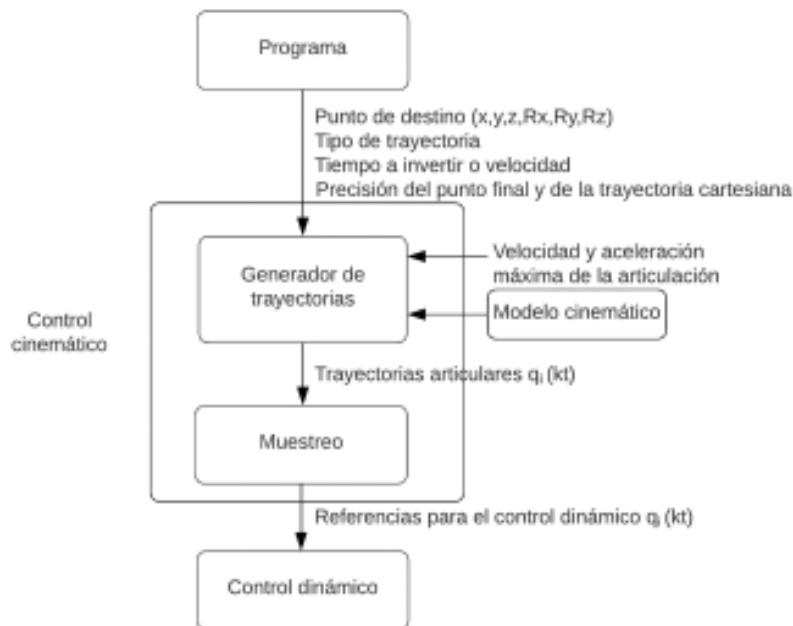 Programa
Punto de destino (x,y,z,Rx,Ry,Rz)
Tipo de trayectoria
Tiempo a invertir o velocidad
Precisión del punto final y de la trayectoria cartesiana
Generador de
trayectorias
Velocidad y aceleración
máxima de la articulación
Modelo cinemático
Control
cinemático
Trayectorias articulares qᵢ (kt)
Muestreo
Referencias para el control dinámico qᵢ (kt)
Control dinámico